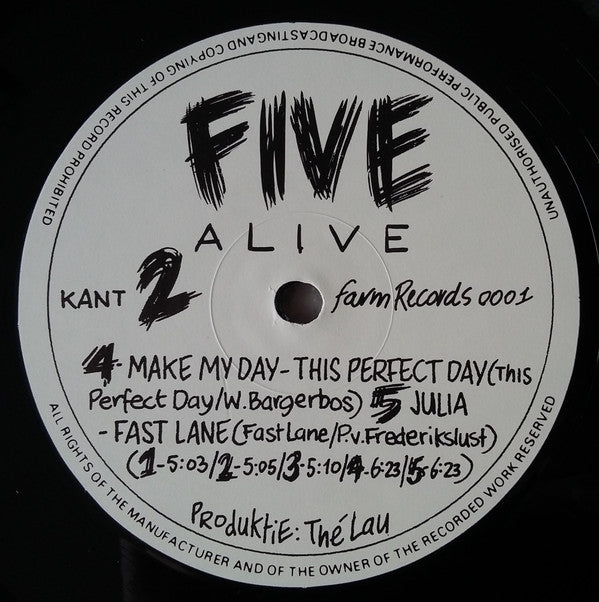 UNAUTHORISED PUBLIC PERFORMANCE BROADCASTING AND COPYING OF THIS RECORD PROHIBITED
FIVE
ALIVE
KANT 2
farm Records 0001
4- MAKE MY DAY - THIS PERFECT DAY (This
Perfect Day/W. Bargerbos) 5 JULIA
- FAST LANE (Fast Lane/P.v. Frederikslust)
(1-5:03/2-5:05/3-5:10/4-6:23/5-6:23)
Produktie: Thé Lau
ALL RIGHTS OF THE MANUFACTURER AND OF THE OWNER OF THE RECORDED WORK RESERVED